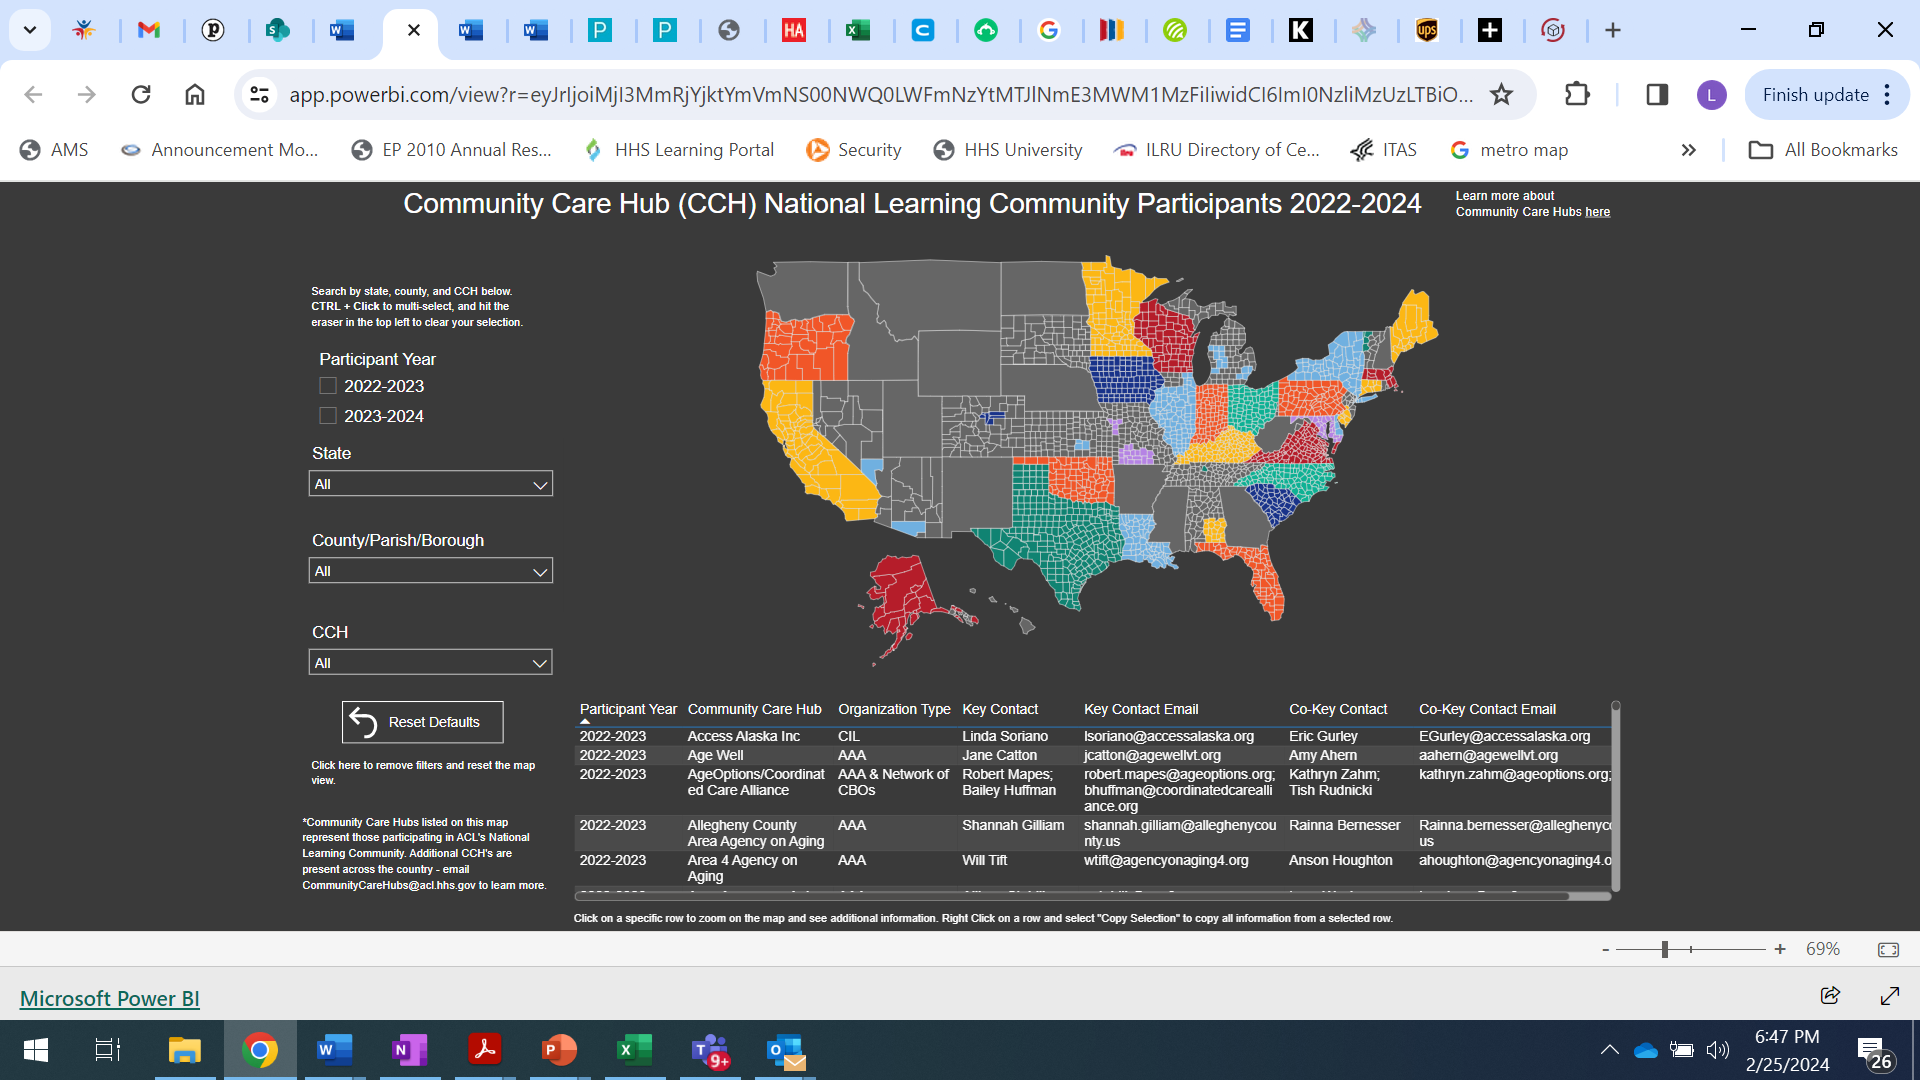 HA
K
ups
app.powerbi.com/view?r=eyJrIjoiMjI3MmRjYjktYmVmNS00NWQ0LWFmNzYtMTJlNmE3MWM1MzFiIiwidCI6ImI0NzliMzUzLTBiO...
L
Finish update
AMS
Announcement Mo...
EP 2010 Annual Res...
HHS Learning Portal
Security
HHS University
ILRU Directory of Ce...
ITAS
metro map
All Bookmarks
Community Care Hub (CCH) National Learning Community Participants 2022-2024
Learn more about
Community Care Hubs here
Search by state, county, and CCH below.
CTRL + Click to multi-select, and hit the
eraser in the top left to clear your selection.
Participant Year
2022-2023
2023-2024
State
All
County/Parish/Borough
All
CCH
All
Reset Defaults
Click here to remove filters and reset the map
view.
*Community Care Hubs listed on this map
represent those participating in ACL's National
Learning Community. Additional CCH's are
present across the country - email
CommunityCareHubs@acl.hhs.gov to learn more.
Participant Year Community Care Hub Organization Type Key Contact Key Contact Email Co-Key Contact Co-Key Contact Email
2022-2023 Access Alaska Inc CIL Linda Soriano lsoriano@accessalaska.org Eric Gurley EGurley@accessalaska.org
2022-2023 Age Well AAA Jane Catton jcatton@agewellvt.org Amy Ahern aahern@agewellvt.org
2022-2023 AgeOptions/Coordinat AAA & Network of Robert Mapes; robert.mapes@ageoptions.org; Kathryn Zahm; kathryn.zahm@ageoptions.org;
ed Care Alliance CBOs Bailey Huffman bhuffman@coordinatedcarealli Tish Rudnicki
ance.org
2022-2023 Allegheny County AAA Shannah Gilliam shannah.gilliam@alleghenycou Rainna Bernesser Rainna.bernesser@alleghenyc
Area Agency on Aging nty.us us
2022-2023 Area 4 Agency on AAA Will Tift wtift@agencyonaging4.org Anson Houghton ahoughton@agencyonaging4.o
Aging
Click on a specific row to zoom on the map and see additional information. Right Click on a row and select "Copy Selection" to copy all information from a selected row.
- + 69%
Microsoft Power BI
9+
6:47 PM
2/25/2024
26